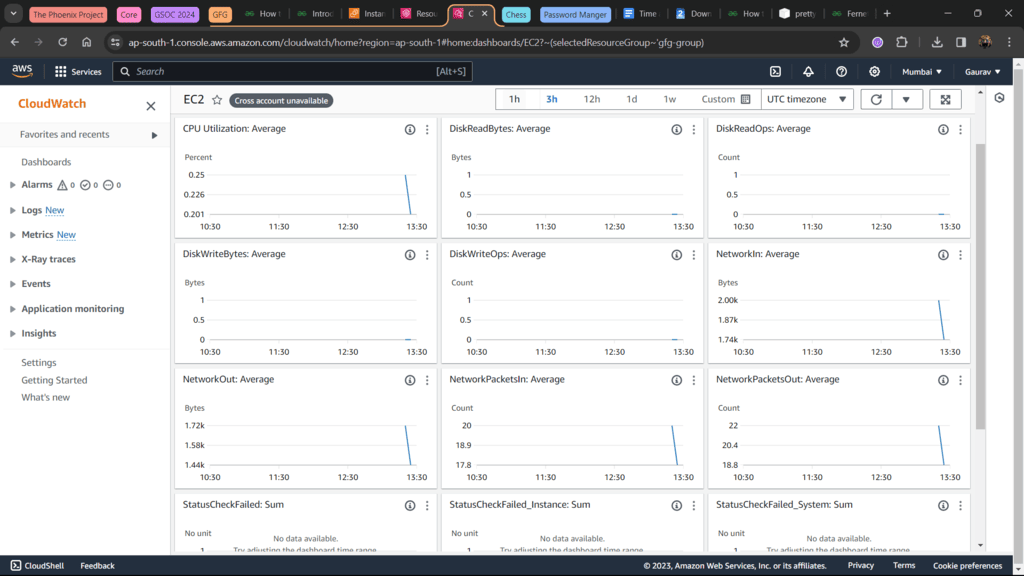 The Phoenix Project
Core
GSOC 2024
GFG
How t
Introd
Instan
Resou
C
Chess
Password Manger
Time
Down
How t
pretty
Ferne
ap-south-1.console.aws.amazon.com/cloudwatch/home?region=ap-south-1#home:dashboards/EC2?~(selectedResourceGroup~'gfg-group)
aws
Services
Search
[Alt+S]
Mumbai
Gaurav
CloudWatch
Favorites and recents
Dashboards
Alarms 0 0 0
Logs New
Metrics New
X-Ray traces
Events
Application monitoring
Insights
Settings
Getting Started
What's new
EC2
Cross account unavailable
1h 3h 12h 1d 1w Custom UTC timezone
CPU Utilization: Average
Percent
0.25
0.226
0.201
10:30 11:30 12:30 13:30
DiskReadBytes: Average
Bytes
1
0.5
0
10:30 11:30 12:30 13:30
DiskReadOps: Average
Count
1
0.5
0
10:30 11:30 12:30 13:30
DiskWriteBytes: Average
Bytes
1
0.5
0
10:30 11:30 12:30 13:30
DiskWriteOps: Average
Count
1
0.5
0
10:30 11:30 12:30 13:30
NetworkIn: Average
Bytes
2.00k
1.87k
1.74k
10:30 11:30 12:30 13:30
NetworkOut: Average
Bytes
1.72k
1.58k
1.44k
10:30 11:30 12:30 13:30
NetworkPacketsIn: Average
Count
20
18.9
17.8
10:30 11:30 12:30 13:30
NetworkPacketsOut: Average
Count
22
20.4
18.8
10:30 11:30 12:30 13:30
StatusCheckFailed: Sum
No unit
No data available.
1
Try adjusting the dashboard time range
StatusCheckFailed_Instance: Sum
No unit
No data available.
1
Try adjusting the dashboard time range
StatusCheckFailed_System: Sum
No unit
No data available.
1
Try adjusting the dashboard time range
CloudShell
Feedback
© 2023, Amazon Web Services, Inc. or its affiliates.
Privacy
Terms
Cookie preferences